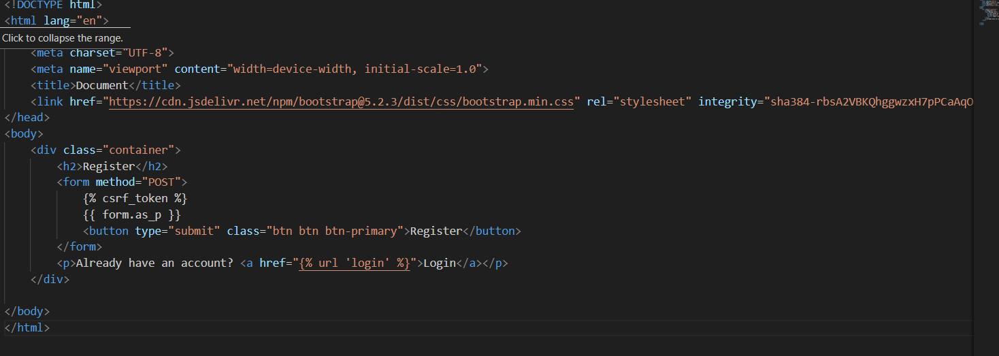 <!DOCTYPE html>
<html lang="en">
Click to collapse the range.
<meta charset="UTF-8">
<meta name="viewport" content="width=device-width, initial-scale=1.0">
<title>Document</title>
<link href="https://cdn.jsdelivr.net/npm/bootstrap@5.2.3/dist/css/bootstrap.min.css" rel="stylesheet" integrity="sha384-rbsA2VBKQhggwzxH7pPCaAqO
</head>
<body>
<div class="container">
<h2>Register</h2>
<form method="POST">
{% csrf_token %}
{{ form.as_p }}
<button type="submit" class="btn btn btn-primary">Register</button>
</form>
<p>Already have an account? <a href="{% url 'login' %}">Login</a></p>
</div>
</body>
</html>